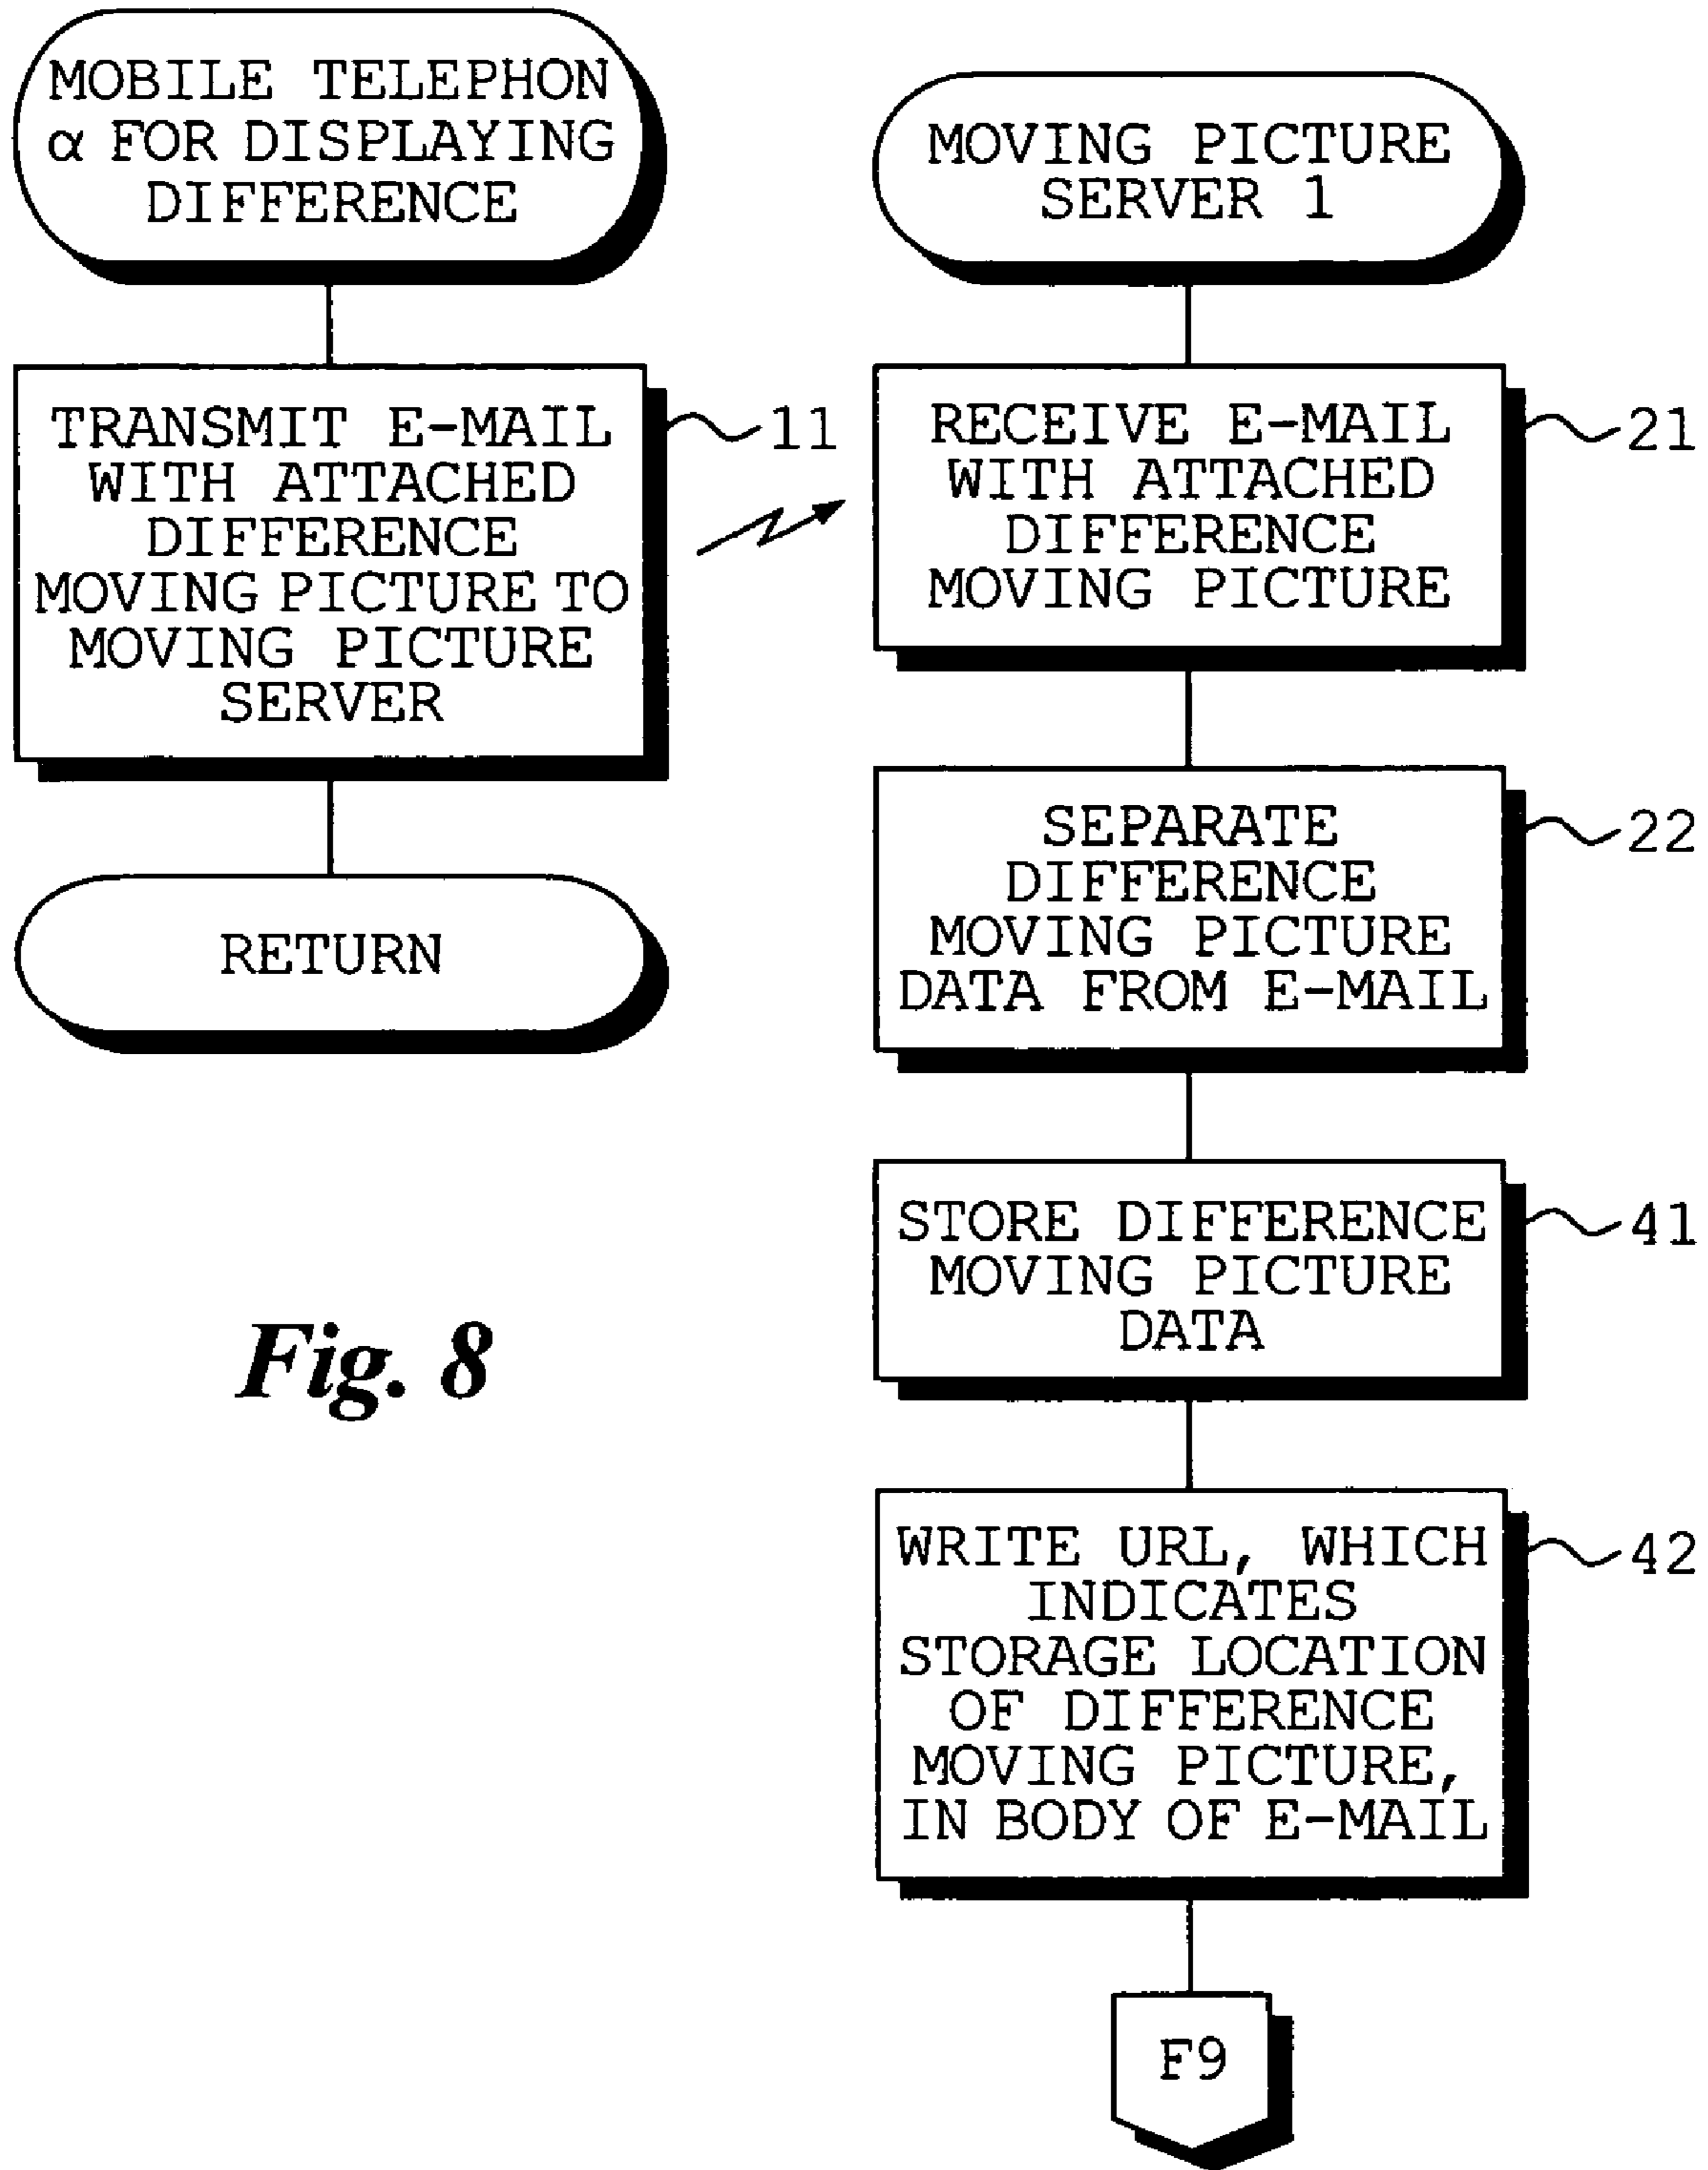 MOBILE TELEPHON
α FOR DISPLAYING
DIFFERENCE
TRANSMIT E-MAIL
WITH ATTACHED
DIFFERENCE
MOVING PICTURE TO
MOVING PICTURE
SERVER
11
RETURN
MOVING PICTURE
SERVER 1
RECEIVE E-MAIL
WITH ATTACHED
DIFFERENCE
MOVING PICTURE
21
SEPARATE
DIFFERENCE
MOVING PICTURE
DATA FROM E-MAIL
22
STORE DIFFERENCE
MOVING PICTURE
DATA
41
WRITE URL, WHICH
INDICATES
STORAGE LOCATION
OF DIFFERENCE
MOVING PICTURE,
IN BODY OF E-MAIL
42
F9
Fig. 8